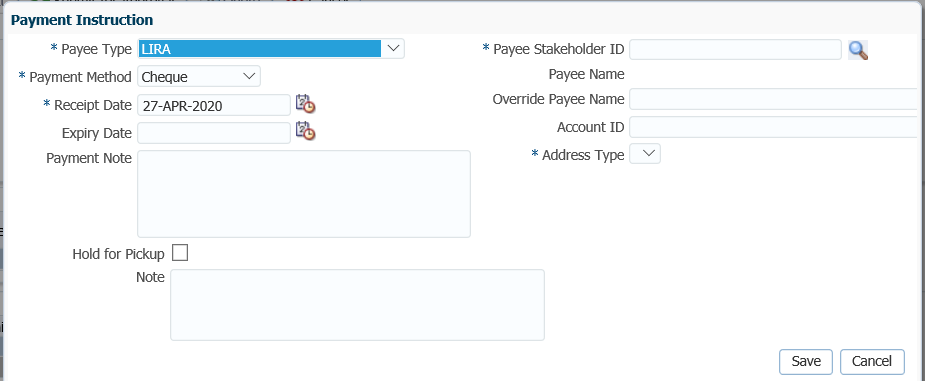 Payment Instruction
* Payee Type LIRA
* Payment Method Cheque
* Receipt Date 27-APR-2020
Expiry Date
Payment Note
Hold for Pickup
Note
* Payee Stakeholder ID
Payee Name
Override Payee Name
Account ID
* Address Type
Save Cancel